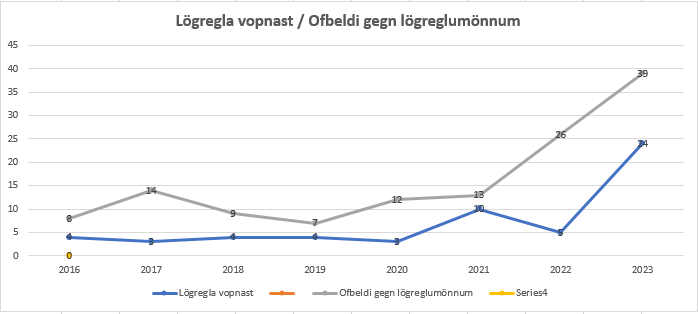 Lögregla vopnast / Ofbeldi gegn lögreglumönnum
45
40
35
30
25
20
15
10
5
0
8 14 9 7 12 13 26 39
4 3 4 4 3 10 5 24
0
2016 2017 2018 2019 2020 2021 2022 2023
Lögregla vopnast Ofbeldi gegn lögreglumönnum Series4